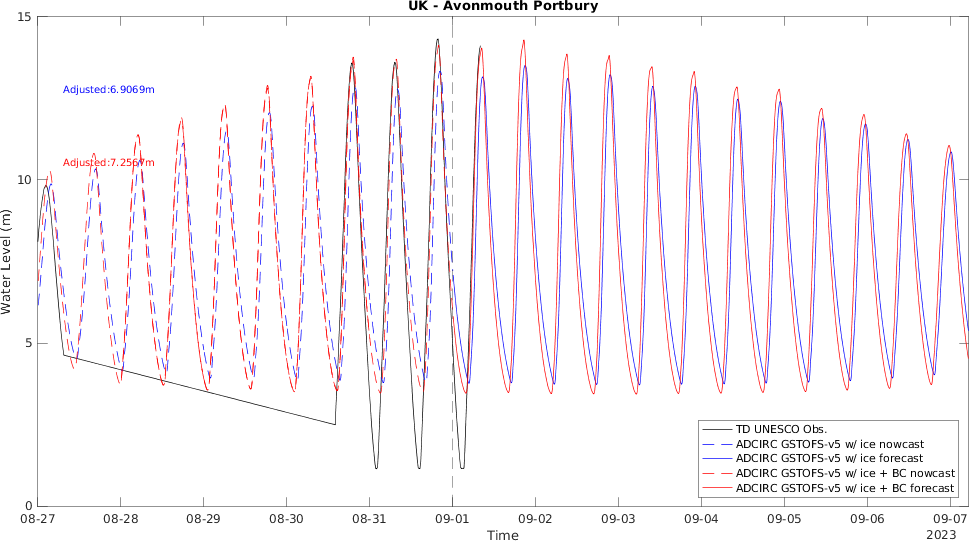 UK - Avonmouth Portbury
15
10
5
0
Water Level (m)
Adjusted:6.9069m
Adjusted:7.2567m
TD UNESCO Obs.
ADCIRC GSTOFS-v5 w/ ice nowcast
ADCIRC GSTOFS-v5 w/ ice forecast
ADCIRC GSTOFS-v5 w/ ice + BC nowcast
ADCIRC GSTOFS-v5 w/ ice + BC forecast
08-27 08-28 08-29 08-30 08-31 09-01 09-02 09-03 09-04 09-05 09-06 09-07
Time
2023